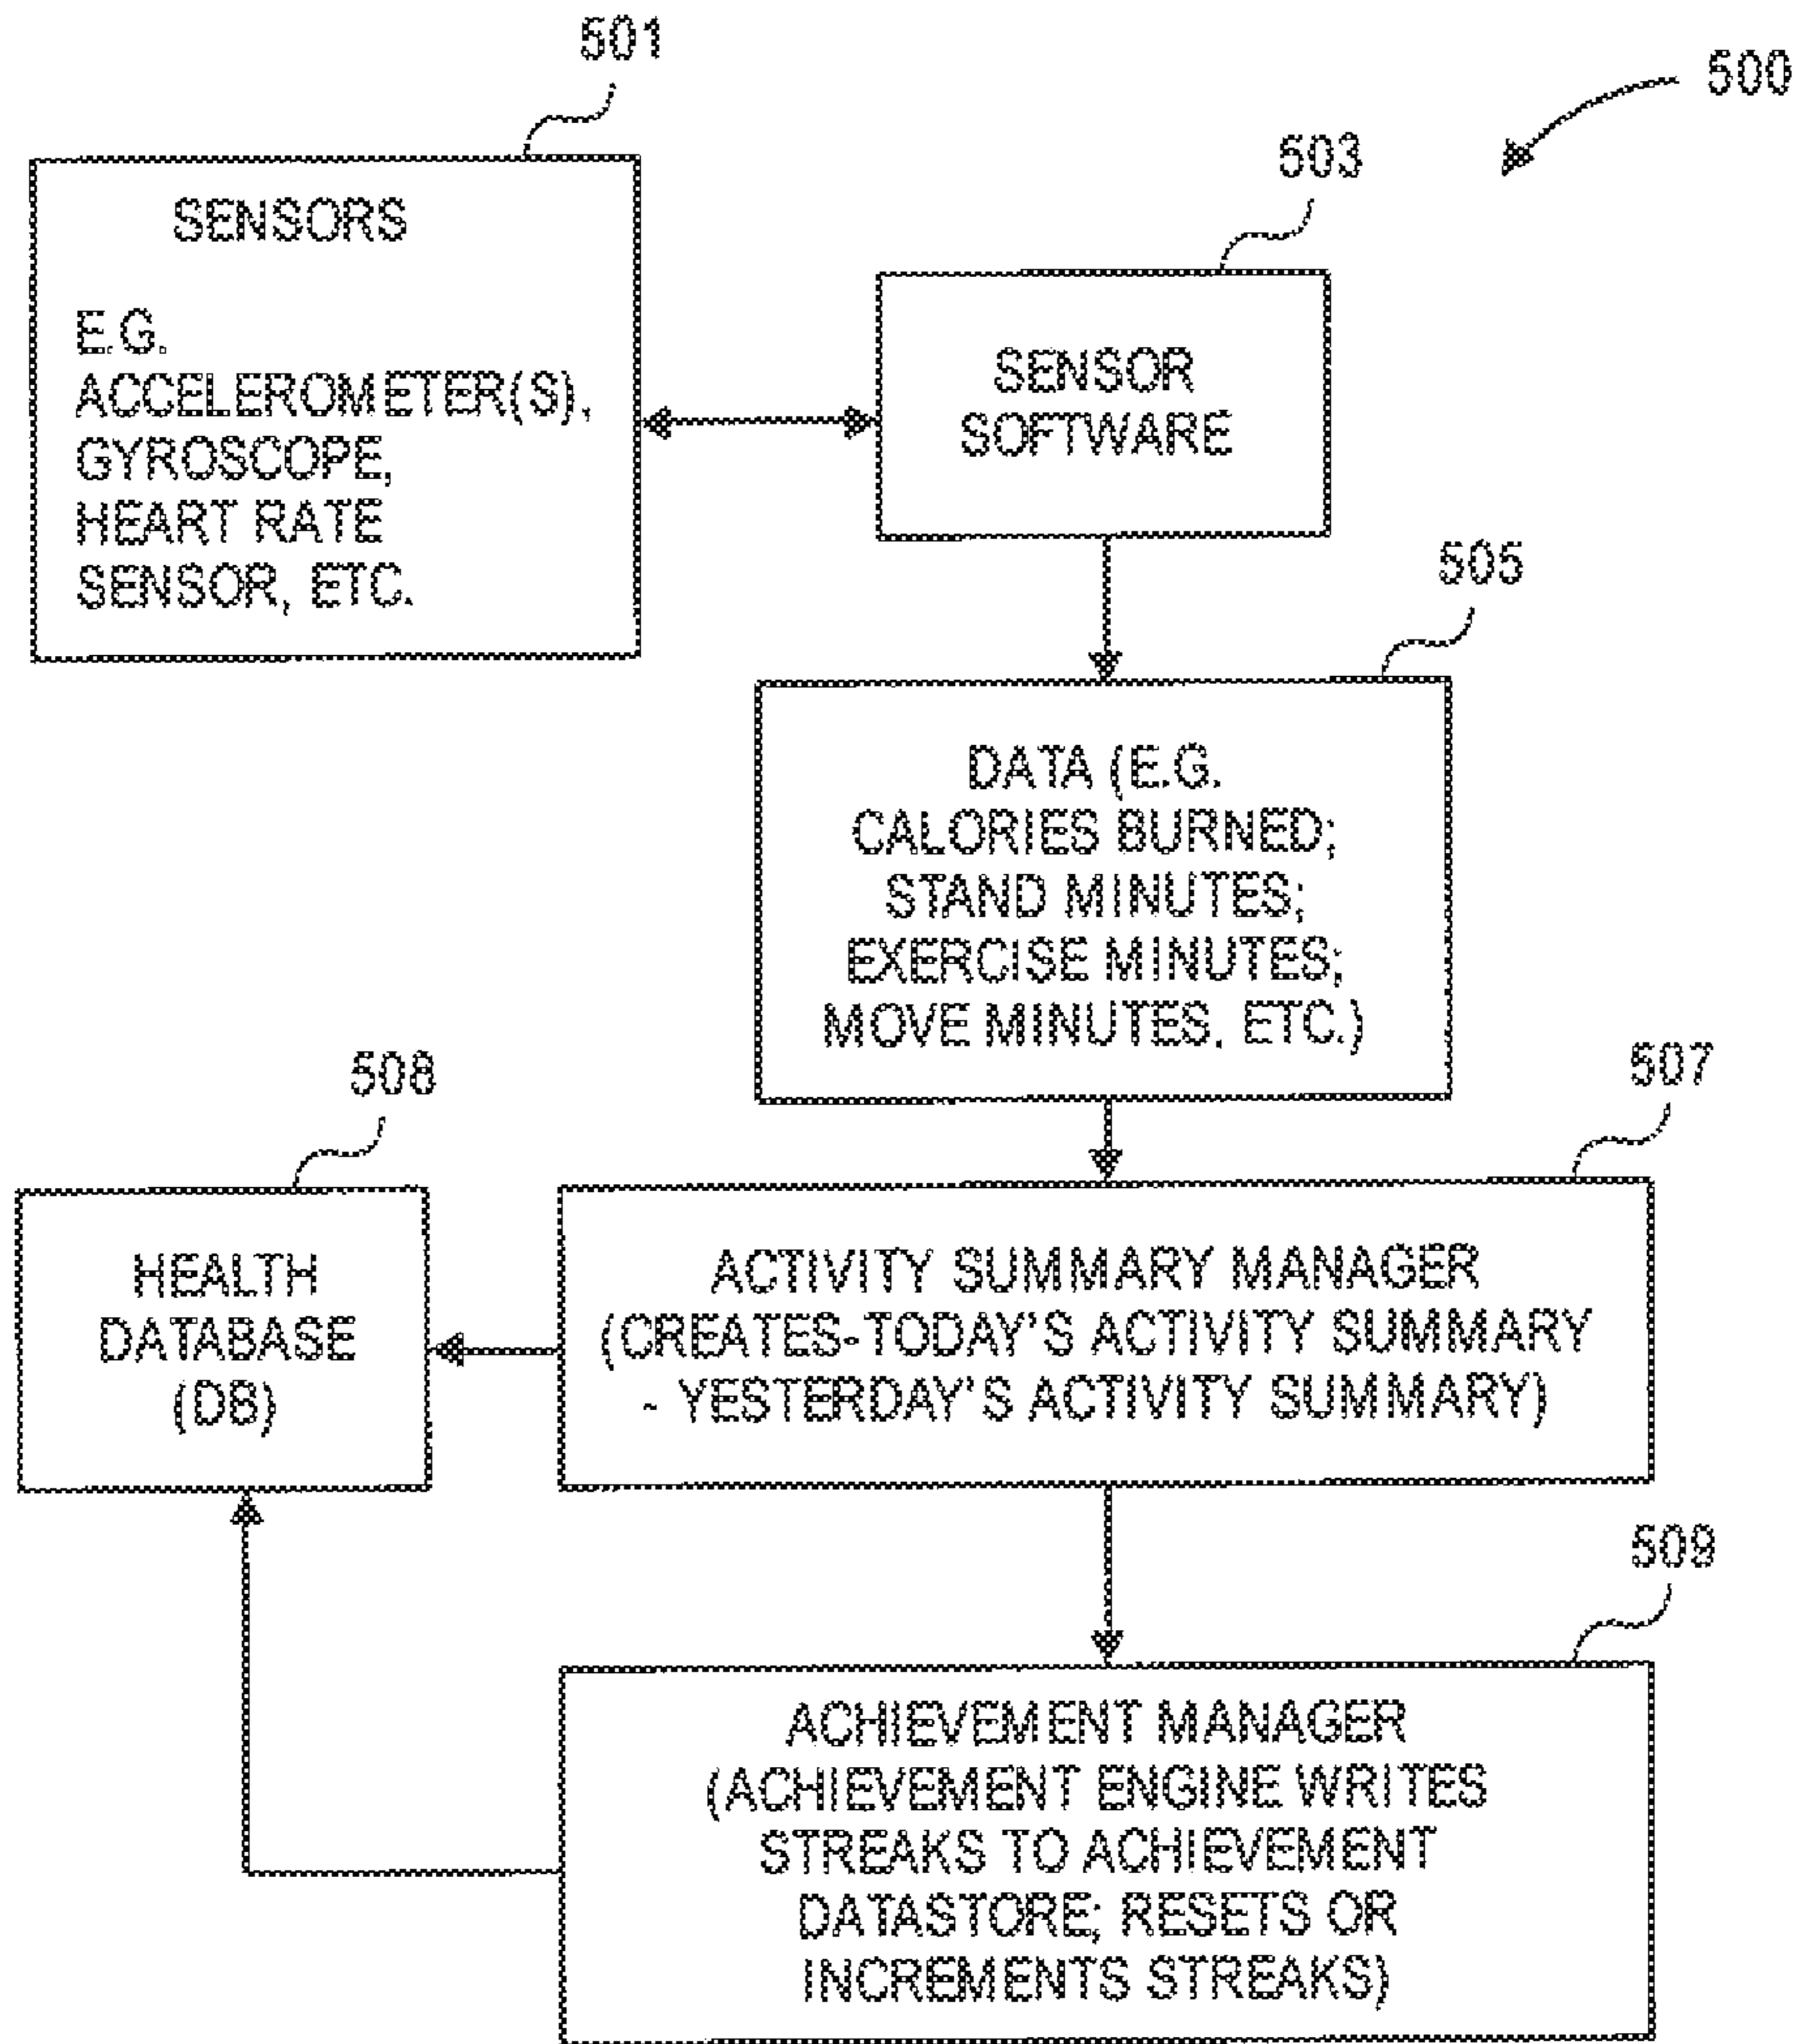 501
500
SENSORS
E.G.
ACCELEROMETER(S),
GYROSCOPE,
HEART RATE
SENSOR, ETC.
503
SENSOR
SOFTWARE
505
DATA (E.G.
CALORIES BURNED;
STAND MINUTES;
EXERCISE MINUTES;
MOVE MINUTES, ETC.)
508
HEALTH
DATABASE
(DB)
507
ACTIVITY SUMMARY MANAGER
(CREATES-TODAY'S ACTIVITY SUMMARY
- YESTERDAY'S ACTIVITY SUMMARY)
509
ACHIEVEMENT MANAGER
(ACHIEVEMENT ENGINE WRITES
STREAKS TO ACHIEVEMENT
DATASTORE; RESETS OR
INCREMENTS STREAKS)